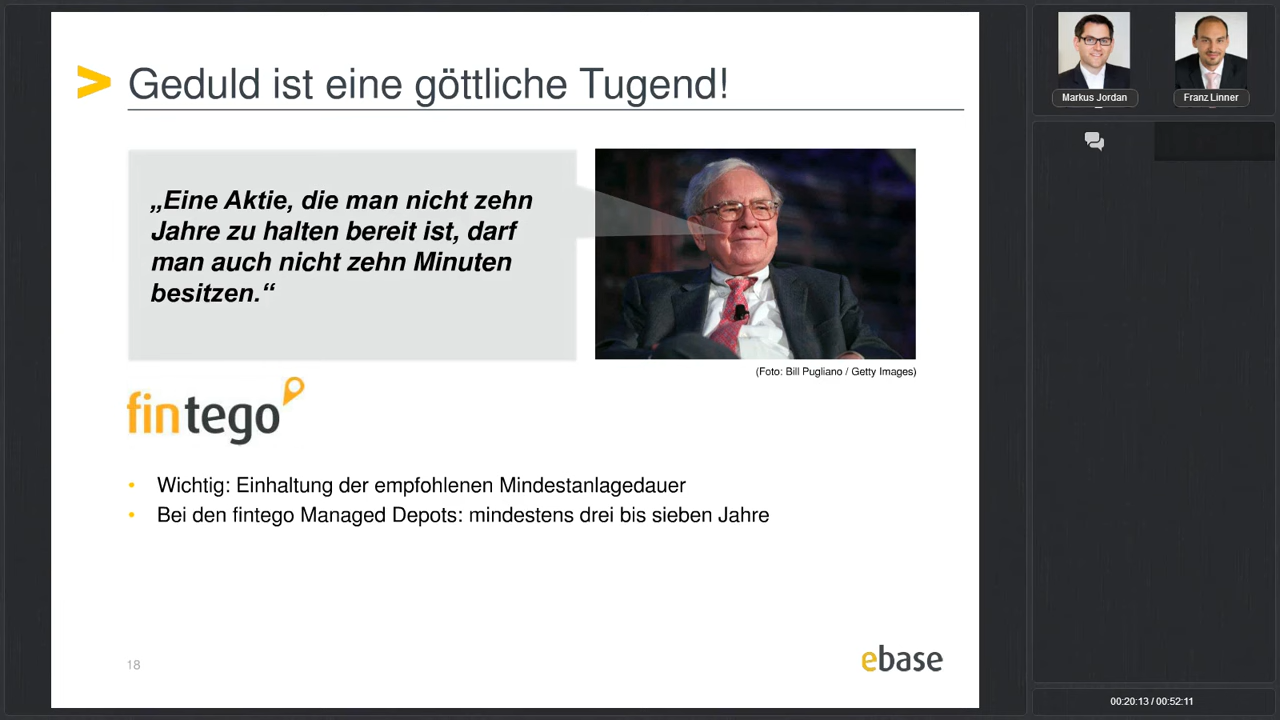 > Geduld ist eine göttliche Tugend!
„Eine Aktie, die man nicht zehn
Jahre zu halten bereit ist, darf
man auch nicht zehn Minuten
besitzen.“
(Foto: Bill Pugliano / Getty Images)
fintego
• Wichtig: Einhaltung der empfohlenen Mindestanlagedauer
• Bei den fintego Managed Depots: mindestens drei bis sieben Jahre
18
ebase
Markus Jordan
Franz Linner
00:20:13 / 00:52:11